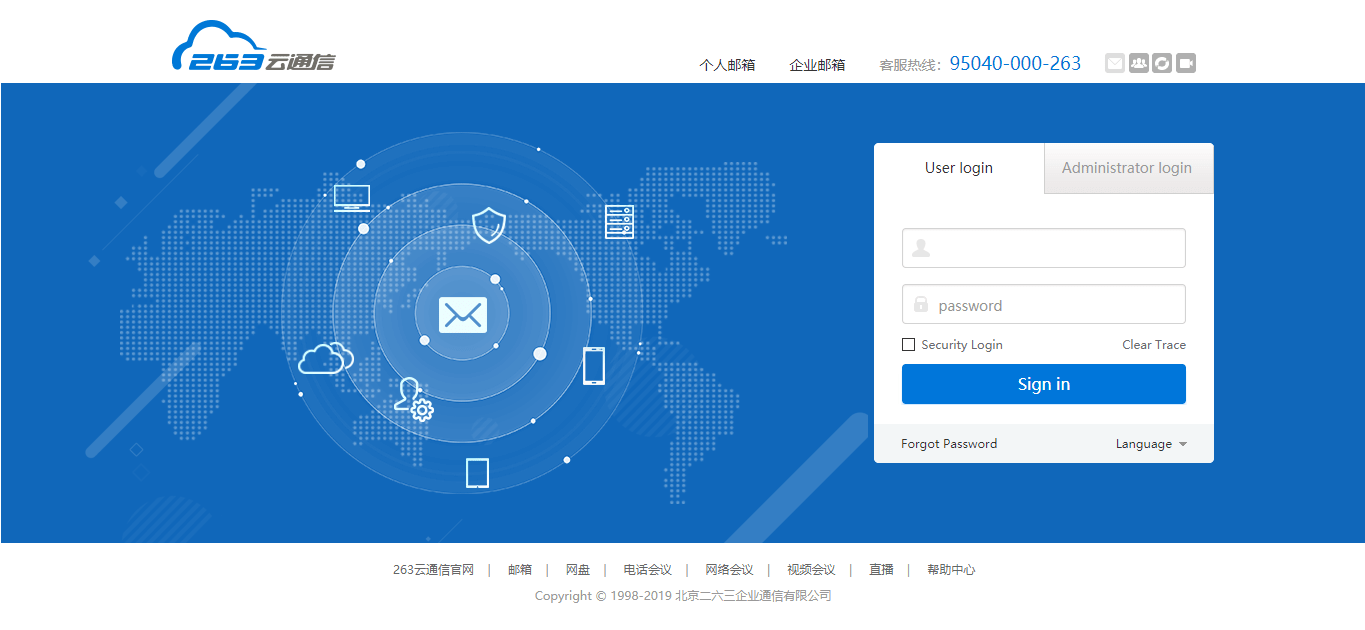 263云通信
个人邮箱 企业邮箱 客服热线: 95040-000-263
User login Administrator login
password
Security Login Clear Trace
Sign in
Forgot Password Language
263云通信官网 | 邮箱 | 网盘 | 电话会议 | 网络会议 | 视频会议 | 直播 | 帮助中心
Copyright © 1998-2019 北京二六三企业通信有限公司